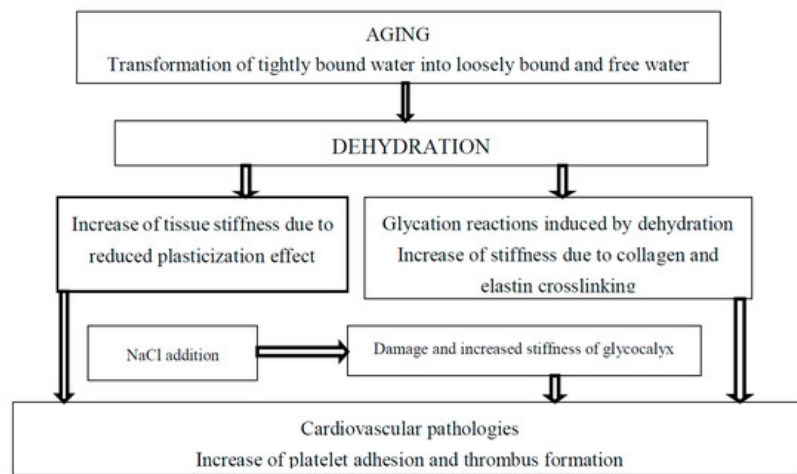 AGING
Transformation of tightly bound water into loosely bound and free water
DEHYDRATION
Increase of tissue stiffness due to
reduced plasticization effect
Glycation reactions induced by dehydration
Increase of stiffness due to collagen and
elastin crosslinking
NaCl addition
Damage and increased stiffness of glycocalyx
Cardiovascular pathologies
Increase of platelet adhesion and thrombus formation